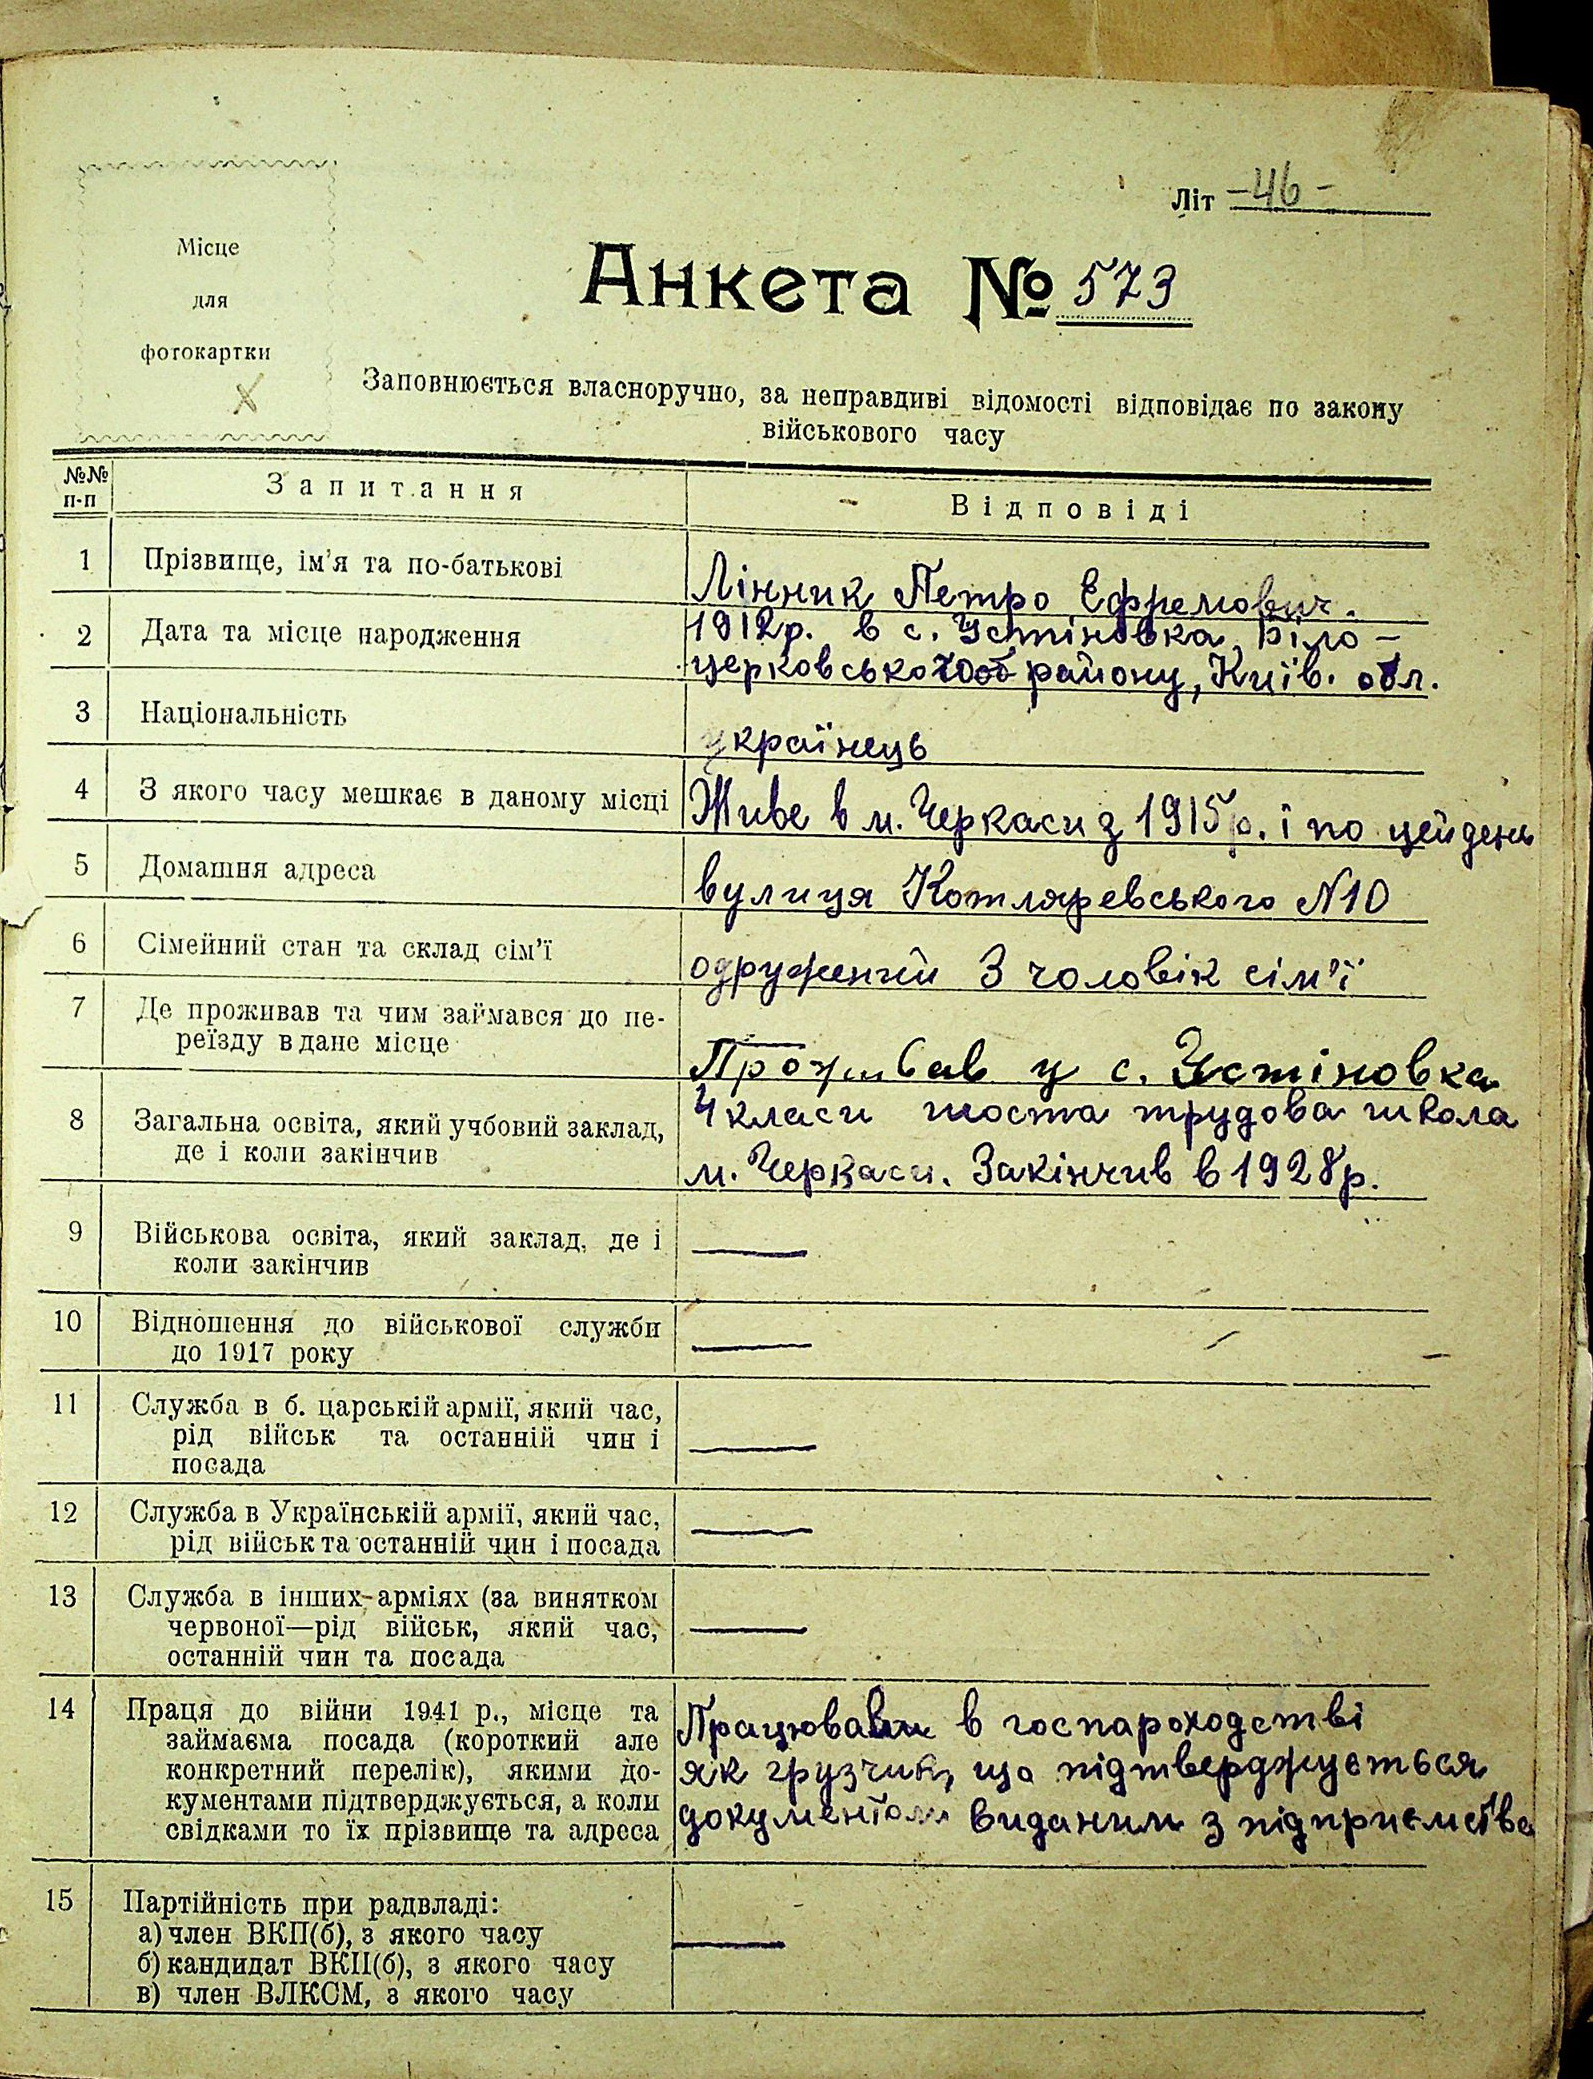 Літ -46-
Місце
для
фотокартки
Анкета № 573
Заповнюється власноручно, за неправдиві відомості відповідає по закону
військового часу
№№ п-п Запитання Відповіді
1 Прізвище, ім'я та по-батькові Лінник Петро Ефремович.
2 Дата та місце народження 1912р. в с. Устіновка, Біло-
церковського району, Київ. обл.
3 Національність українець
4 З якого часу мешкає в даному місці Живе в м. Черкаси з 1915р. і по цей день
5 Домашня адреса вулиця Котляревського N10
6 Сімейний стан та склад сім'ї одружений 3 чоловік сім'ї
7 Де проживав та чим займався до пе-
реїзду в дане місце Проживав у с. Устіновка
8 Загальна освіта, який учбовий заклад, 4 класи шоста трудова школа
де і коли закінчив м. Черкаси. Закінчив в 1928р.
9 Військова освіта, який заклад, де і
коли закінчив —
10 Відношення до військової служби
до 1917 року —
11 Служба в б. царській армії, який час,
рід військ та останній чин і —
посада
12 Служба в Українській армії, який час, —
рід військ та останній чин і посада
13 Служба в інших арміях (за винятком
червоної—рід військ, який час, —
останній чин та посада
14 Праця до війни 1941 р., місце та Працював в госпароходстві
займаєма посада (короткий але
конкретний перелік), якими до- як грузчик, що підтверджується
кументами підтверджується, а коли документом виданим з підприємства
свідками то їх прізвище та адреса
15 Партійність при радвладі:
а) член ВКП(б), з якого часу —
б) кандидат ВКП(б), з якого часу
в) член ВЛКСМ, з якого часу